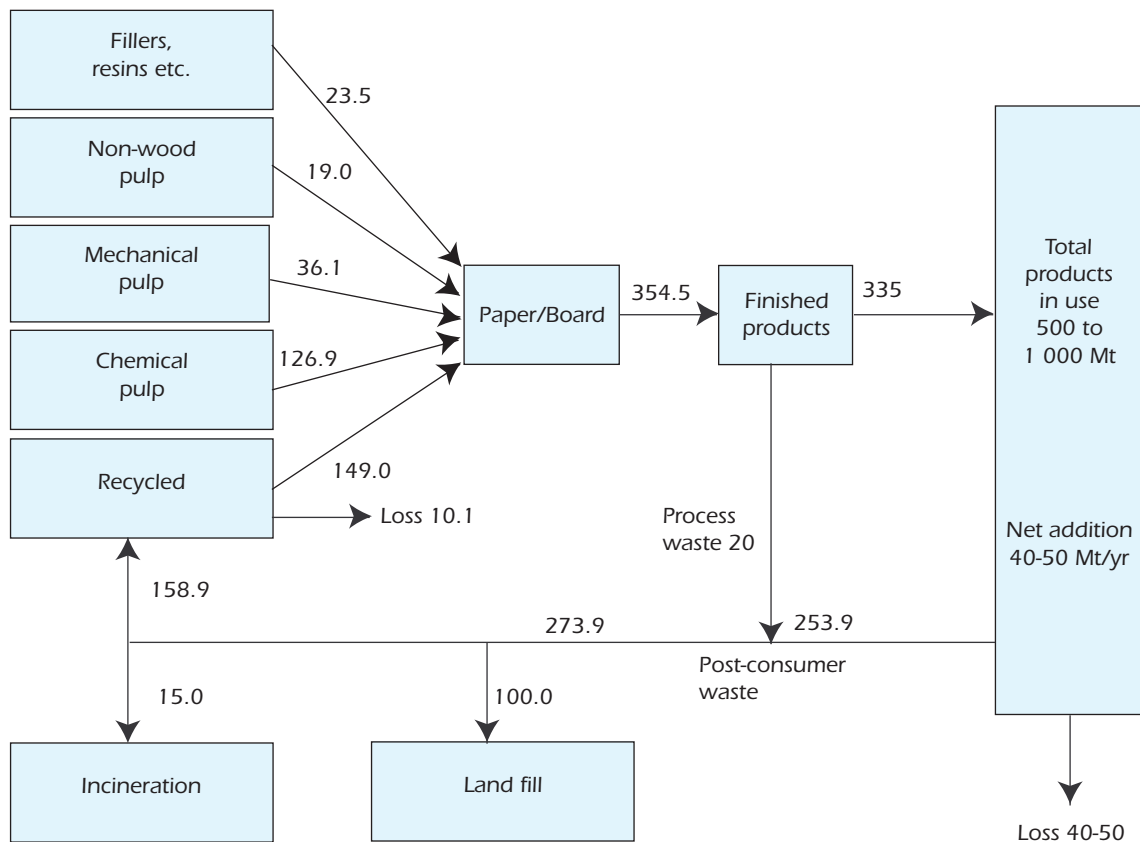 Fillers,
resins etc.
23.5
Non-wood
pulp
19.0
Mechanical
pulp
36.1
Chemical
pulp
126.9
Recycled
149.0
Loss 10.1
Paper/Board
354.5
Finished
products
335
Total
products
in use
500 to
1 000 Mt
Net addition
40-50 Mt/yr
Process
waste 20
158.9
273.9
253.9
Post-consumer
waste
15.0
100.0
Incineration
Land fill
Loss 40-50